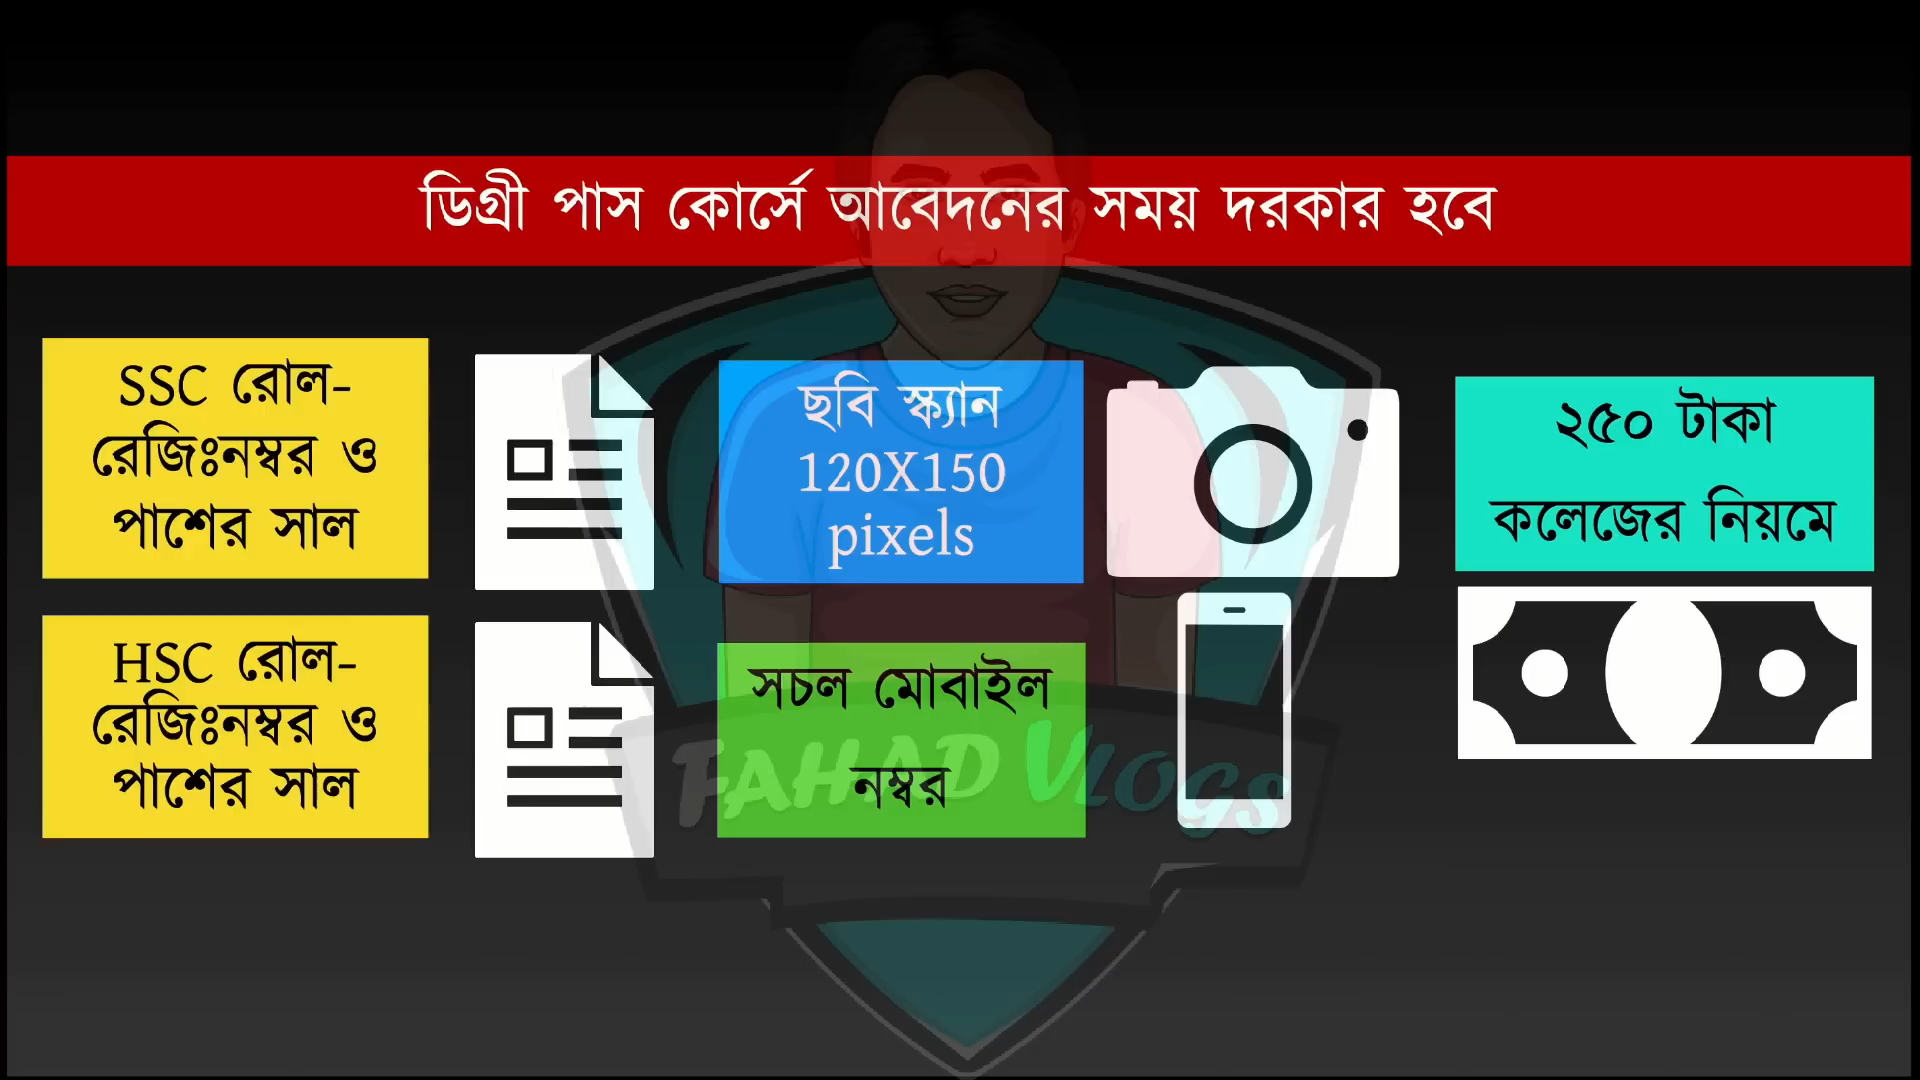 ডিগ্রী পাস কোর্সে আবেদনের সময় দরকার হবে
SSC রোল-
রেজিঃনম্বর ও
পাশের সাল
HSC রোল-
রেজিঃনম্বর ও
পাশের সাল
ছবি স্ক্যান
120X150
pixels
সচল মোবাইল
নম্বর
২৫০ টাকা
কলেজের নিয়মে
FAHAD VLOGS